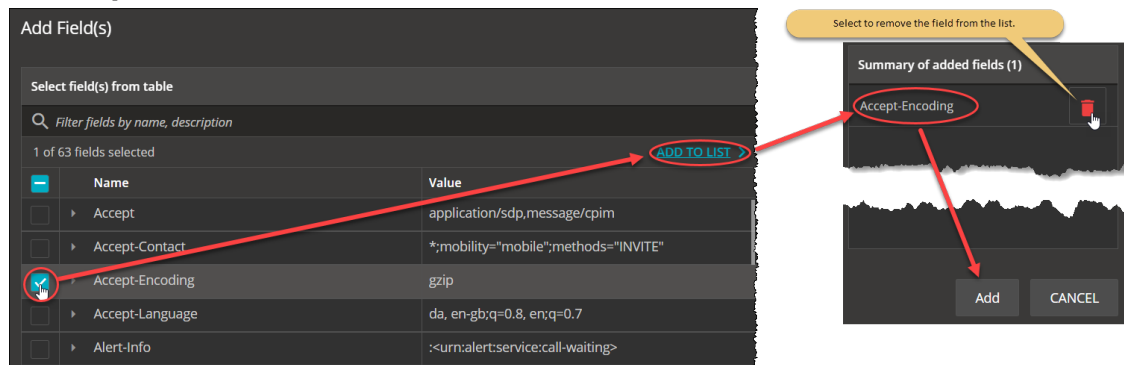 Add Field(s)
Select field(s) from table
Filter fields by name, description
1 of 63 fields selected
ADD TO LIST >
Name Value
Accept application/sdp,message/cpim
Accept-Contact *;mobility="mobile";methods="INVITE"
Accept-Encoding gzip
Accept-Language da, en-gb;q=0.8, en;q=0.7
Alert-Info :<urn:alert:service:call-waiting>
Select to remove the field from the list.
Summary of added fields (1)
Accept-Encoding
Add CANCEL